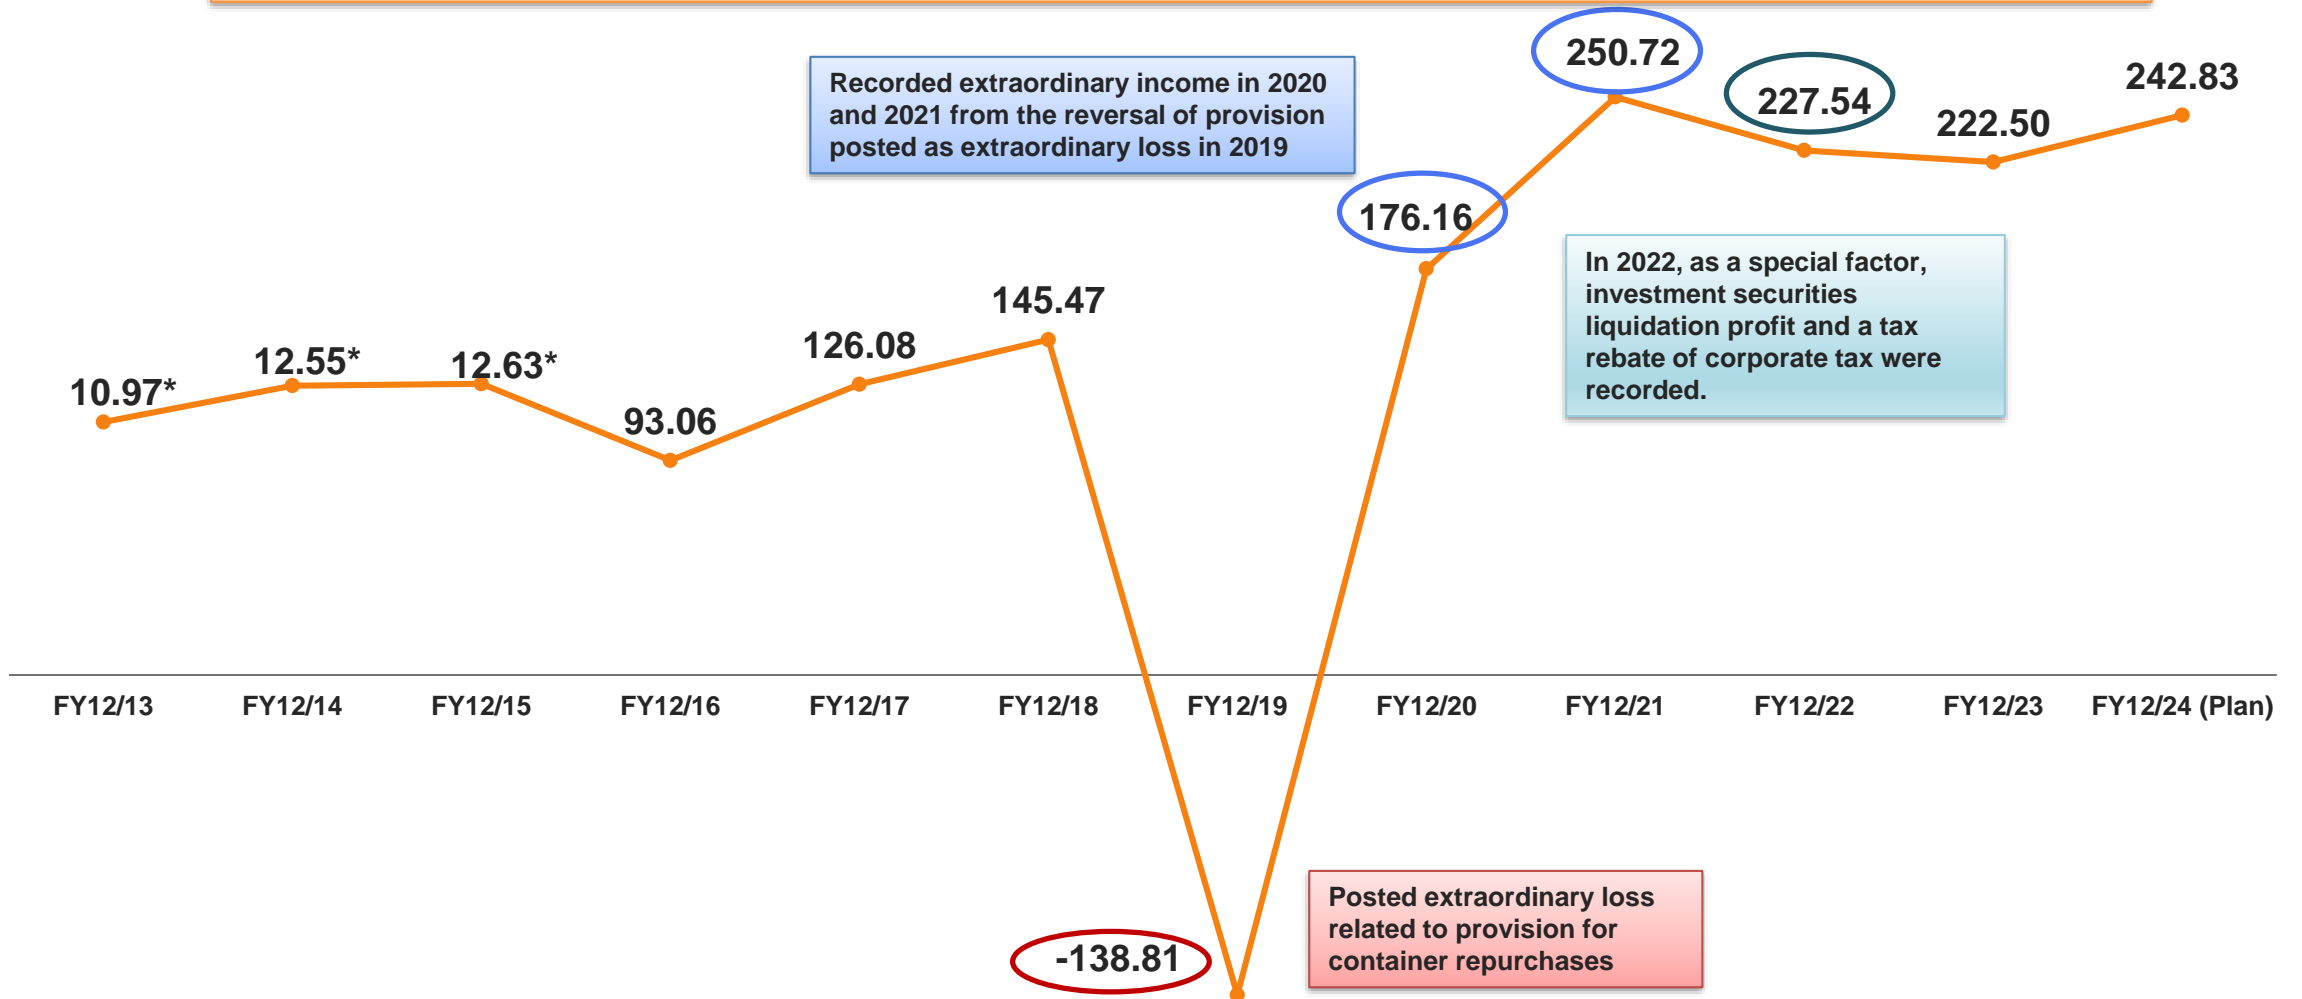 250.72
Recorded extraordinary income in 2020
and 2021 from the reversal of provision
posted as extraordinary loss in 2019
227.54
242.83
222.50
176.16
In 2022, as a special factor,
investment securities
liquidation profit and a tax
rebate of corporate tax were
recorded.
145.47
126.08
12.55*
12.63*
10.97*
93.06
FY12/13
FY12/14
FY12/15
FY12/16
FY12/17
FY12/18
FY12/19
FY12/20
FY12/21
FY12/22
FY12/23
FY12/24 (Plan)
-138.81
Posted extraordinary loss
related to provision for
container repurchases